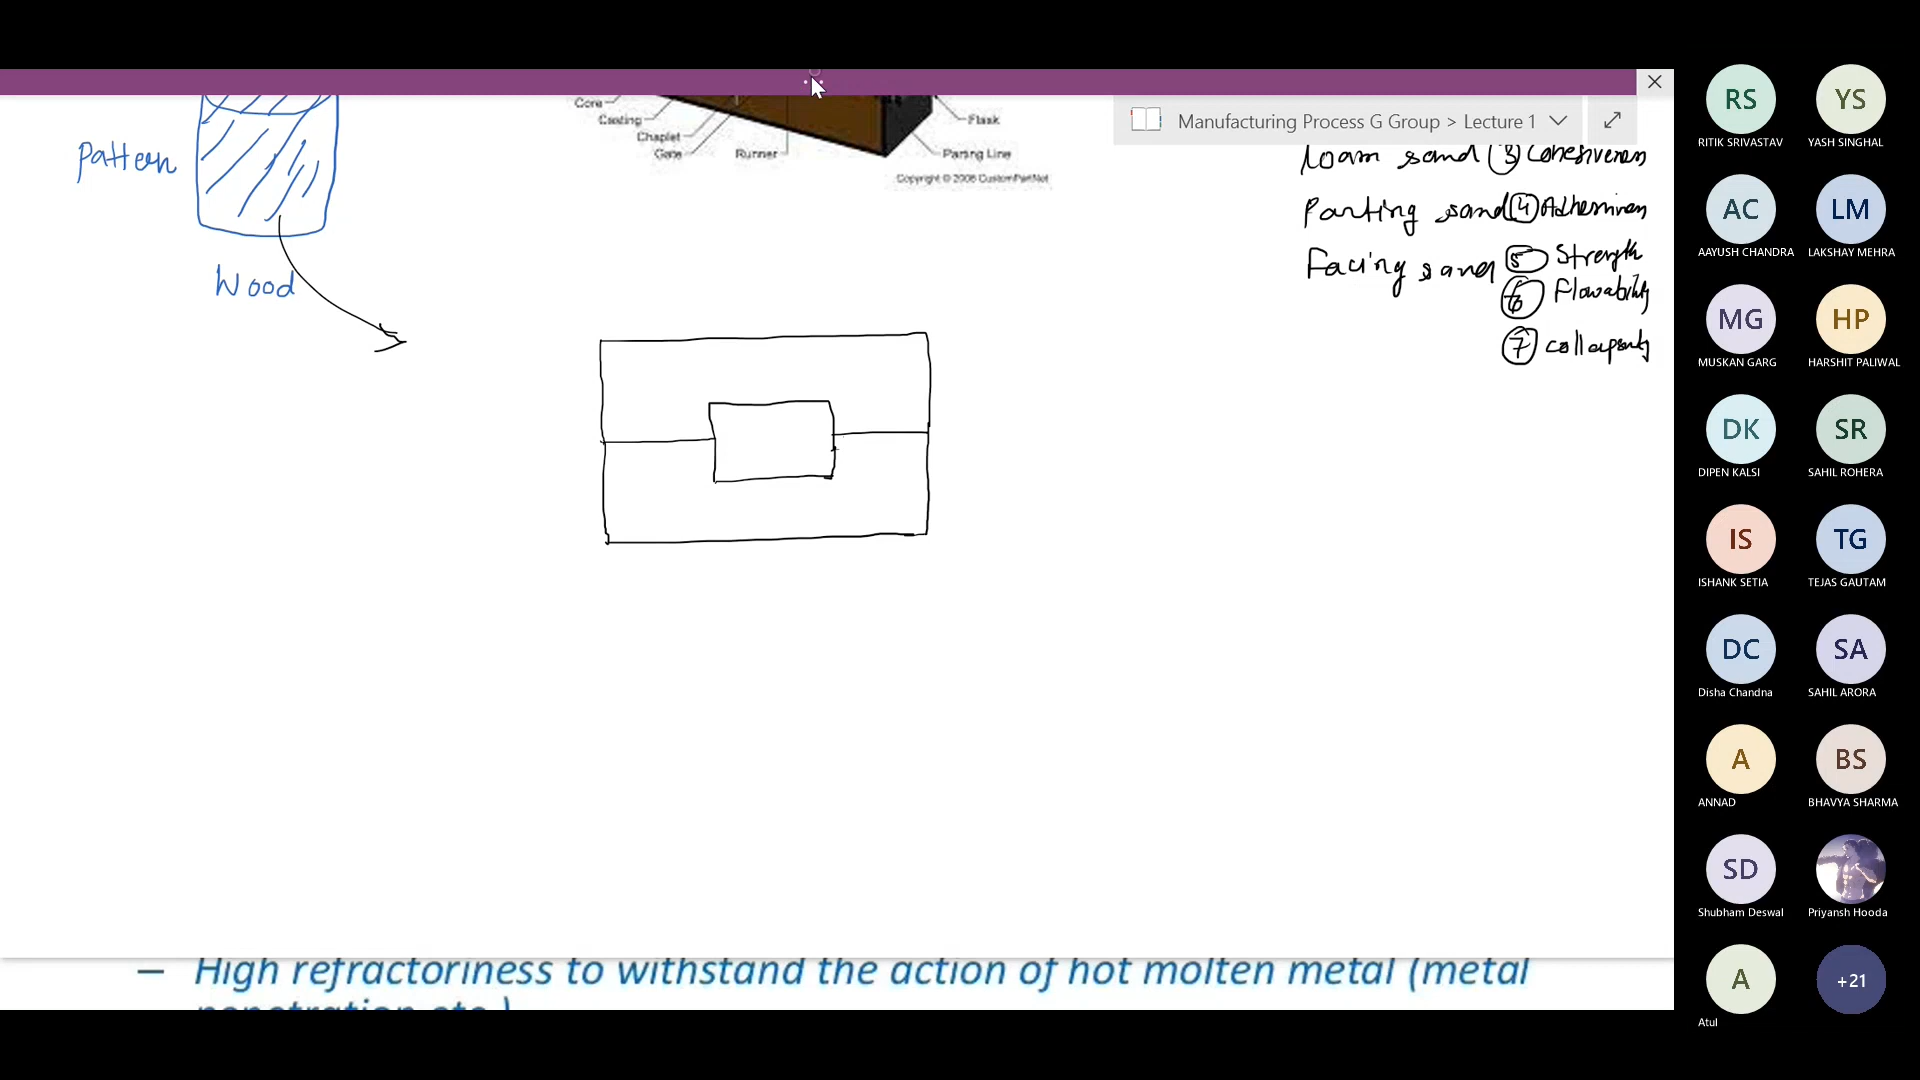 Manufacturing Process G Group > Lecture 1
Core
Casting
Chaplet
Gate
Runner
Flask
Parting Line
Copyright © 2008 CustomPartNet
Pattern
Wood
loam sand (3) Cohesiveness
Parting sand (4) Adhesiveness
Facing sand (5) Strength
(6) Flowability
(7)
– High refractoriness to withstand the action of hot molten metal (metal
penetration etc.)
RS
RITIK SRIVASTAV
YS
YASH SINGHAL
AC
AAYUSH CHANDRA
LM
LAKSHAY MEHRA
MG
MUSKAN GARG
HP
HARSHIT PALIWAL
DK
DIPEN KALSI
SR
SAHIL ROHERA
IS
ISHANK SETIA
TG
TEJAS GAUTAM
DC
Disha Chandna
SA
SAHIL ARORA
A
ANNAD
BS
BHAVYA SHARMA
SD
Shubham Deswal
Priyansh Hooda
A
Atul
+21